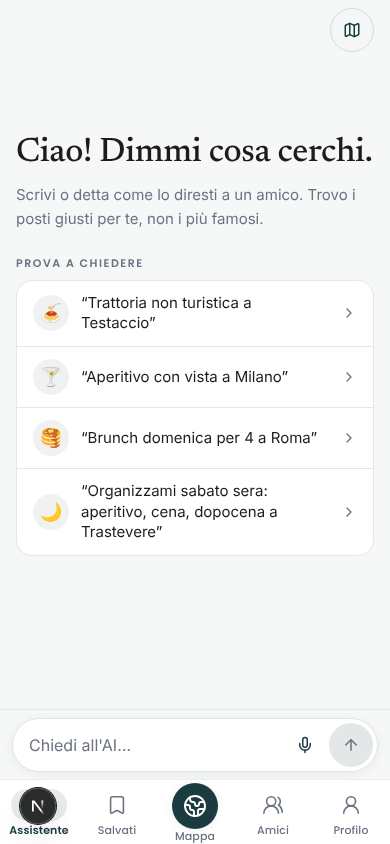 Ciao! Dimmi cosa cerchi.
Scrivi o detta come lo diresti a un amico. Trovo i
posti giusti per te, non i più famosi.
PROVA A CHIEDERE
“Trattoria non turistica a
Testaccio”
“Aperitivo con vista a Milano”
“Brunch domenica per 4 a Roma”
“Organizzami sabato sera:
aperitivo, cena, dopocena a
Trastevere”
Chiedi all'AI...
N
Assistente
Salvati
Mappa
Amici
Profilo